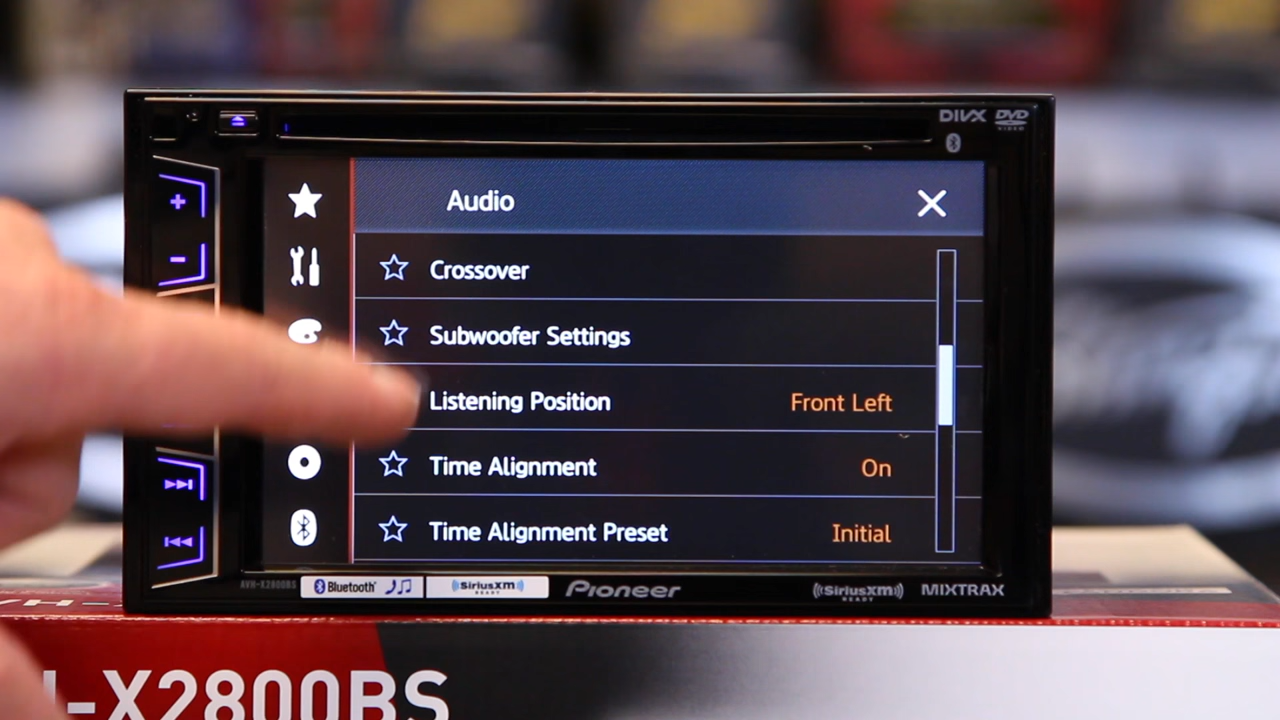 DIVX DVD
VIDEO
Audio
Crossover
Subwoofer Settings
Listening Position Front Left
Time Alignment On
Time Alignment Preset Initial
AVH-X2800BS Bluetooth SiriusXM READY Pioneer SiriusXM READY MIXTRAX
-X2800BS